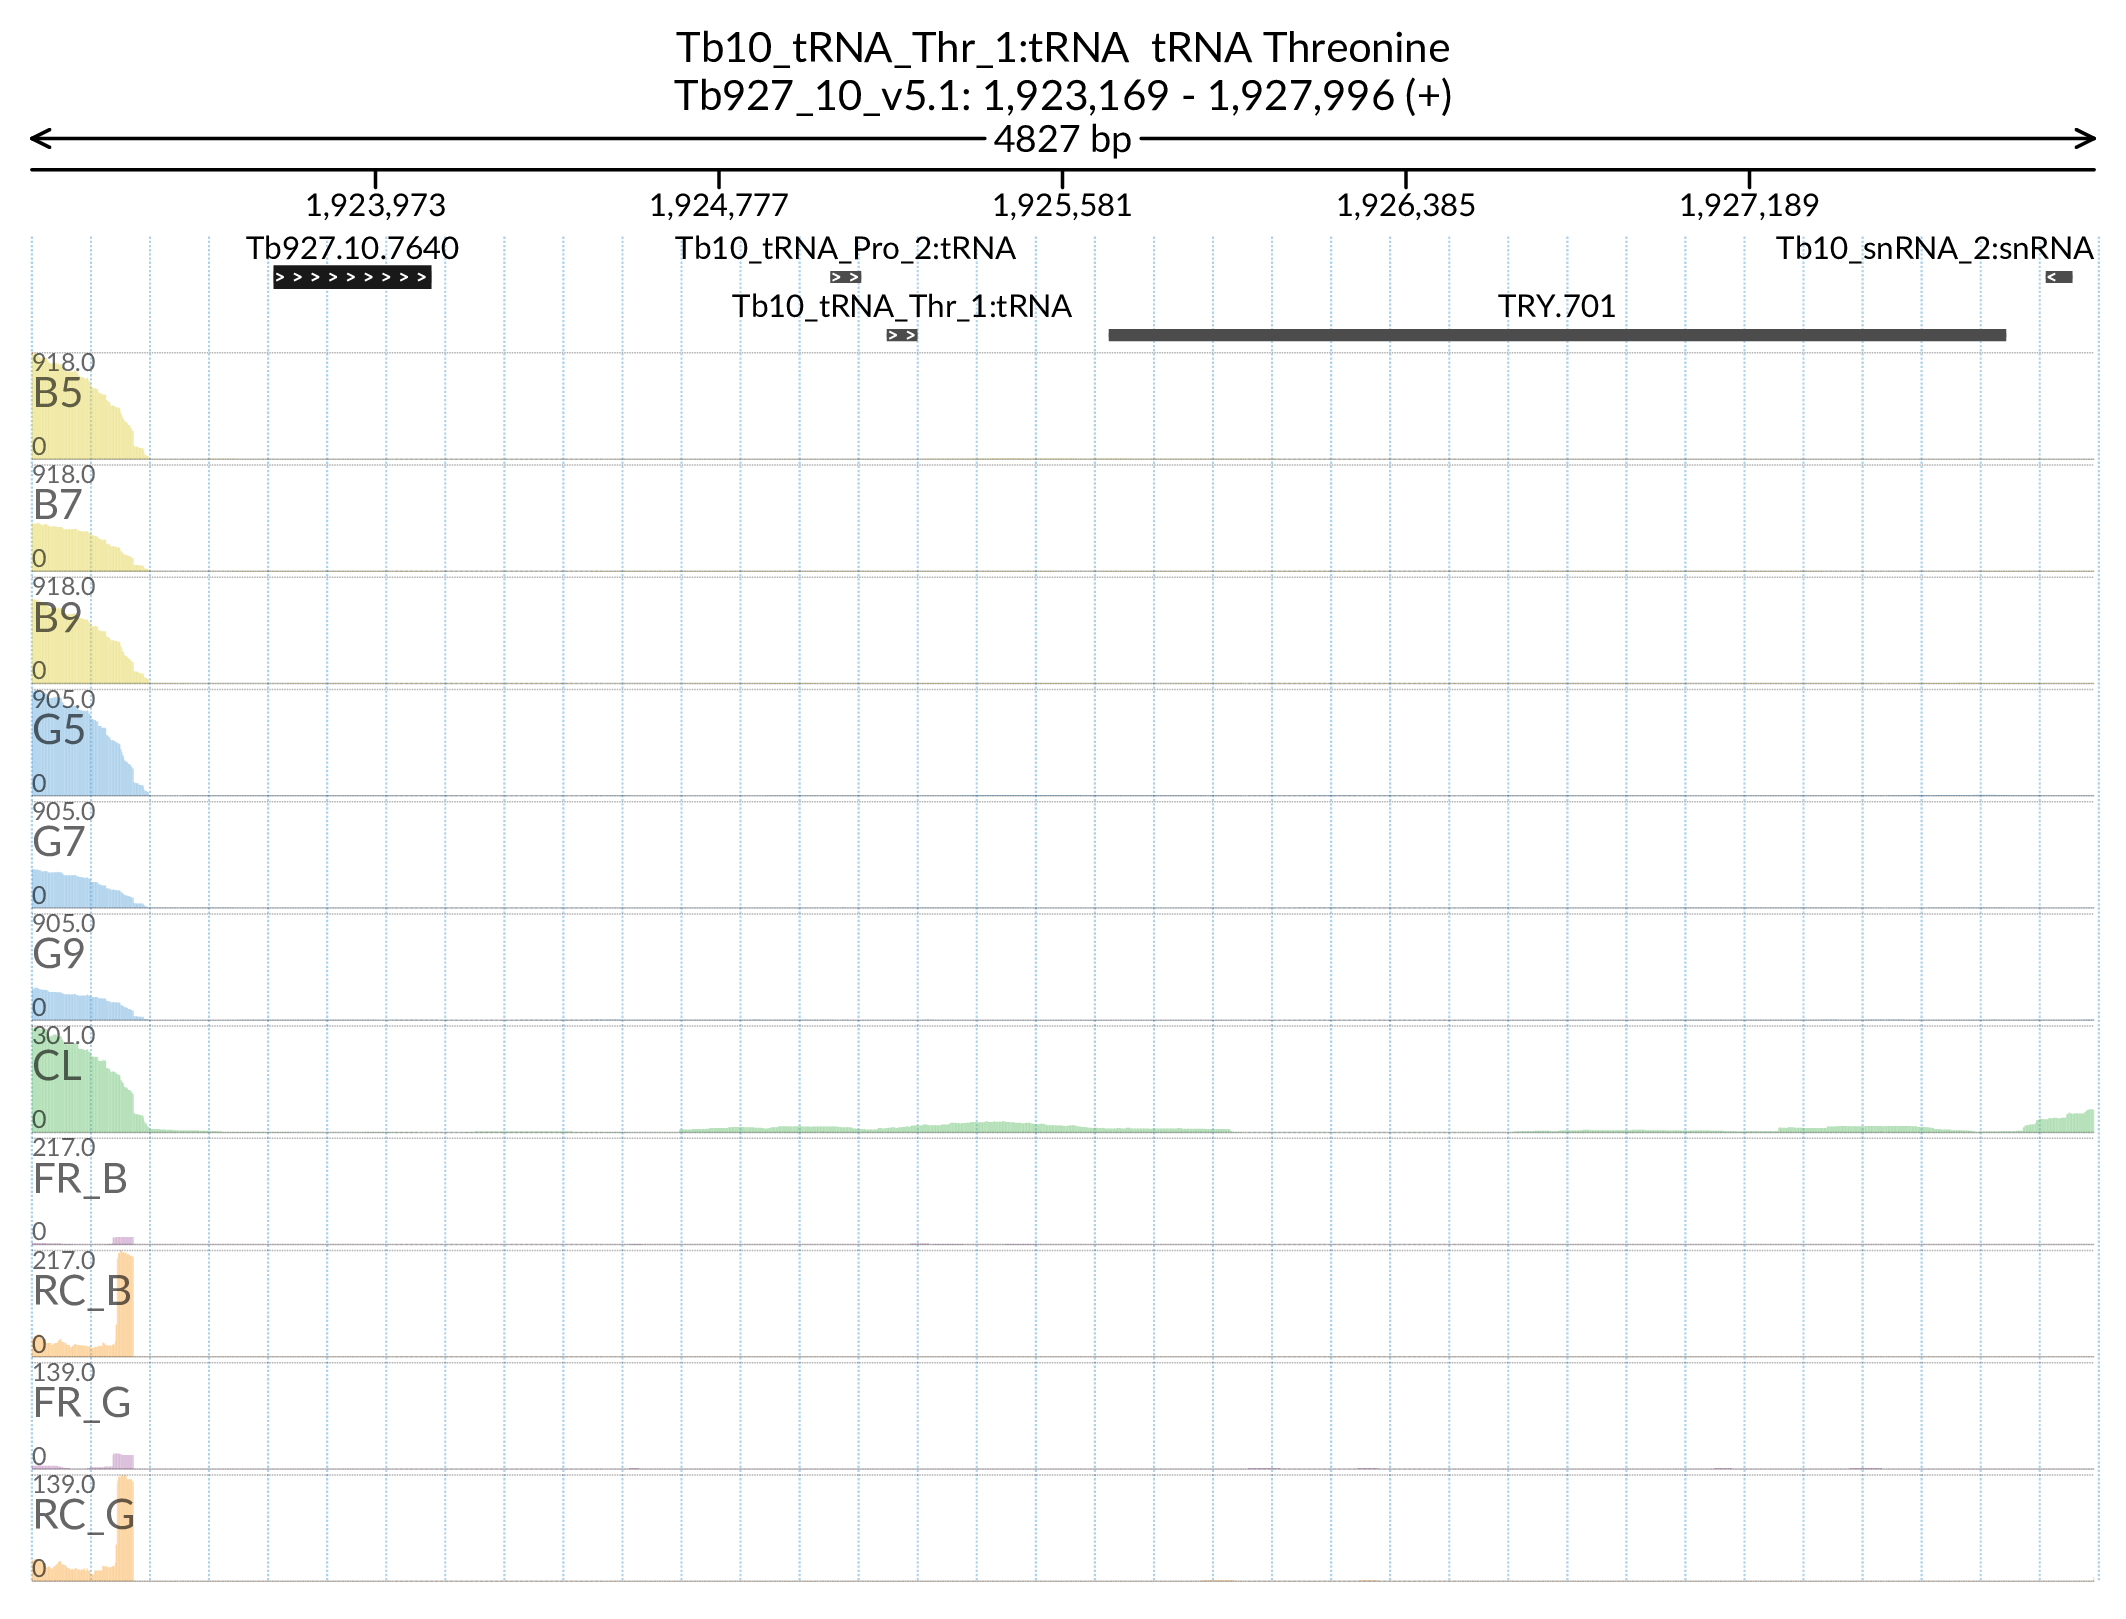 Tb10_tRNA_Thr_1:tRNA  tRNA Threonine
Tb927_10_v5.1: 1,923,169 - 1,927,996 (+)
4827 bp
1,923,973 1,924,777 1,925,581 1,926,385 1,927,189
Tb927.10.7640 Tb10_tRNA_Pro_2:tRNA Tb10_snRNA_2:snRNA
Tb10_tRNA_Thr_1:tRNA TRY.701
918.0
B5
0
918.0
B7
0
918.0
B9
0
905.0
G5
0
905.0
G7
0
905.0
G9
0
301.0
CL
0
217.0
FR_B
0
217.0
RC_B
0
139.0
FR_G
0
139.0
RC_G
0